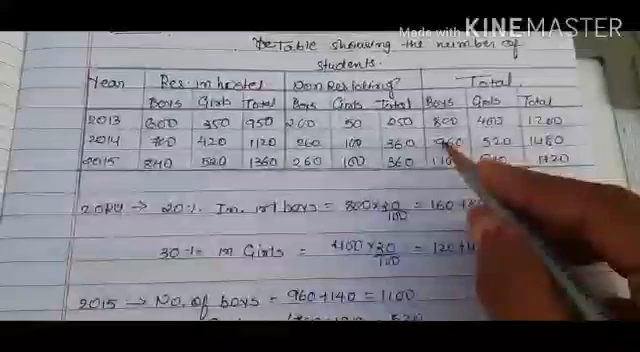 Made with KINEMASTER
Table showing the number of
students.
Year Res. in hostel Non Residing Total
Boys Girls Total Boys Girls Total Boys Girls Total
2013 600 350 950 200 50 250 800 400 1200
2014 700 420 1120 260 100 360 960 520 1480
2015 840 520 1360 260 100 360
2014 → 20% In. in boys = 800×20/100 = 160+
30% in Girls = 400×30/100 = 120+
2015 → No. of boys = 960+140 = 1100